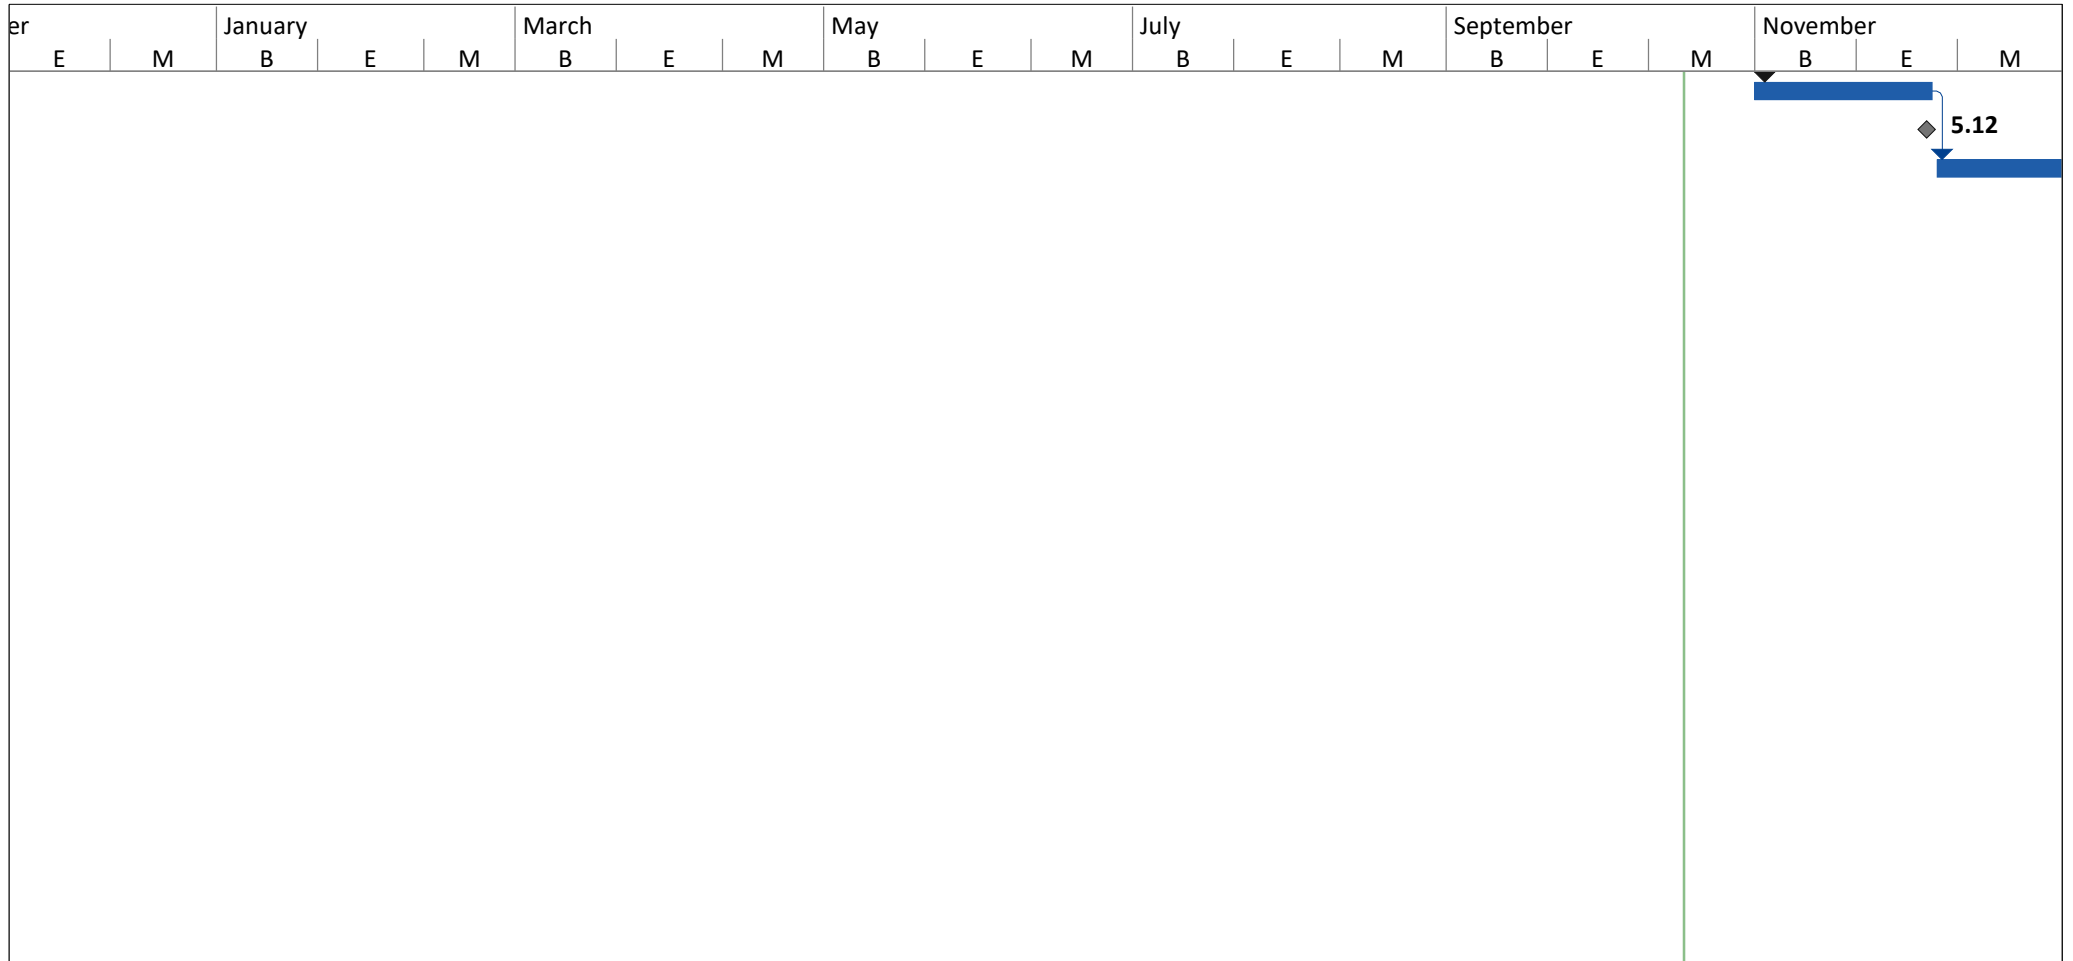 er January March May July September November
E M B E M B E M B E M B E M B E M B E M
5.12